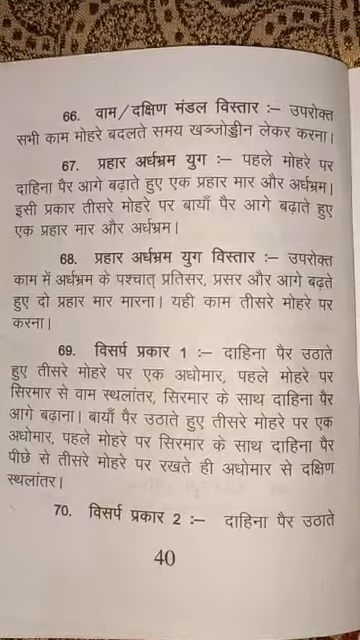 66. वाम/दक्षिण मंडल विस्तार :– उपरोक्त
सभी काम मोहरे बदलते समय खञ्जोड्डीन लेकर करना।
67. प्रहार अर्धभ्रम युग :– पहले मोहरे पर
दाहिना पैर आगे बढ़ाते हुए एक प्रहार मार और अर्धभ्रम।
इसी प्रकार तीसरे मोहरे पर बायाँ पैर आगे बढ़ाते हुए
एक प्रहार मार और अर्धभ्रम।
68. प्रहार अर्धभ्रम युग विस्तार :– उपरोक्त
काम में अर्धभ्रम के पश्चात् प्रतिसर, प्रसर और आगे बढ़ते
हुए दो प्रहार मार मारना। यही काम तीसरे मोहरे पर
करना।
69. विसर्प प्रकार 1 :– दाहिना पैर उठाते
हुए तीसरे मोहरे पर एक अधोमार, पहले मोहरे पर
सिरमार से वाम स्थलांतर, सिरमार के साथ दाहिना पैर
आगे बढ़ाना। बायाँ पैर उठाते हुए तीसरे मोहरे पर एक
अधोमार, पहले मोहरे पर सिरमार के साथ दाहिना पैर
पीछे से तीसरे मोहरे पर रखते ही अधोमार से दक्षिण
स्थलांतर।
70. विसर्प प्रकार 2 :– दाहिना पैर उठाते
40